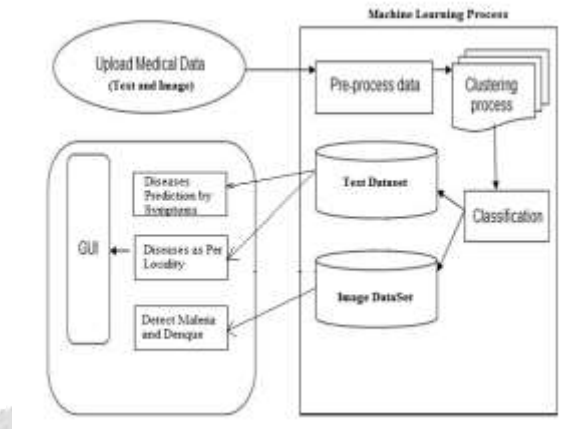 Machine Learning Process
Upload Medical Data
(Text and Image)
Pre-process data
Clustering
process
Text Dataset
Classification
Image DataSet
GUI
Diseases
Prediction by
Symptoms
Diseases as Per
Locality
Detect Maleria
and Denque